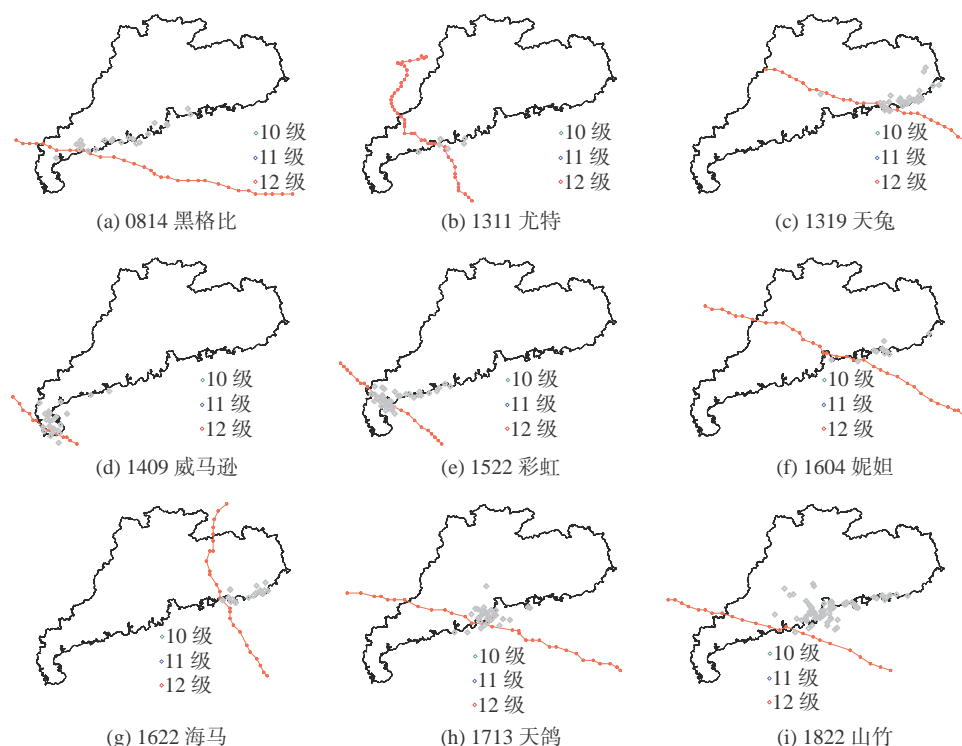 10 级
11 级
12 级
(a) 0814 黑格比
10 级
11 级
12 级
(b) 1311 尤特
10 级
11 级
12 级
(c) 1319 天兔
10 级
11 级
12 级
(d) 1409 威马逊
10 级
11 级
12 级
(e) 1522 彩虹
10 级
11 级
12 级
(f) 1604 妮妲
10 级
11 级
12 级
(g) 1622 海马
10 级
11 级
12 级
(h) 1713 天鸽
10 级
11 级
12 级
(i) 1822 山竹